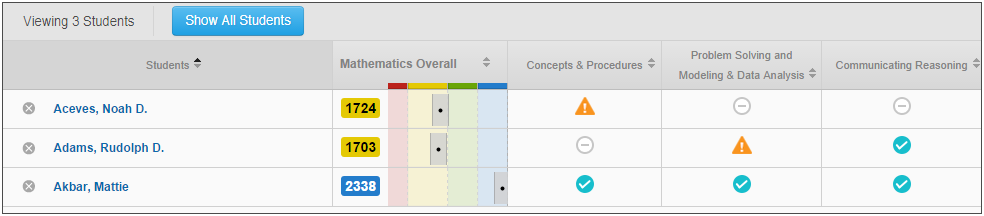 Viewing 3 Students Show All Students
Students Mathematics Overall Concepts & Procedures Problem Solving and Modeling & Data Analysis Communicating Reasoning
Aceves, Noah D. 1724
Adams, Rudolph D. 1703
Akbar, Mattie 2338